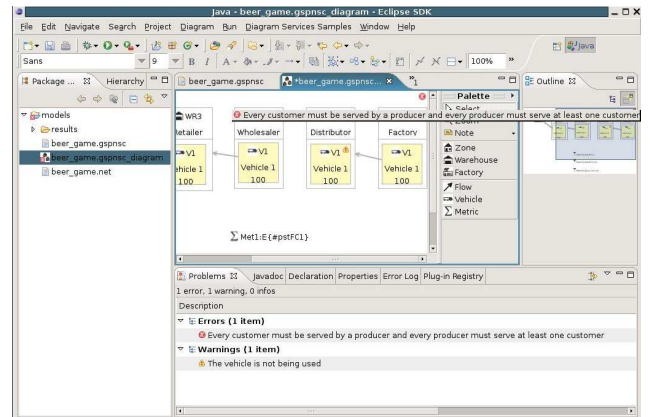 Java - beer_game.gspnsc_diagram - Eclipse SDK
File Edit Navigate Search Project Diagram Run Diagram Services Samples Window Help
Java
Sans 9 B I A 100% »
Package ... Hierarchy
beer_game.gspnsc *beer_game.gspnsc... »1
Outline
models
results
beer_game.gspnsc
beer_game.gspnsc_diagram
beer_game.net
Palette
Select
Every customer must be served by a producer and every producer must serve at least one customer
Note
Zone
Warehouse
Factory
Flow
Vehicle
Metric
WR3
etailer Wholesaler Distributor Factory
V1 V1 V1 V1
ehicle 1 Vehicle 1 Vehicle 1 Vehicle 1
100 100 100 100
Σ Met1:E{#pstFC1}
Problems Javadoc Declaration Properties Error Log Plug-in Registry
1 error, 1 warning, 0 infos
Description
Errors (1 item)
Every customer must be served by a producer and every producer must serve at least one customer
Warnings (1 item)
The vehicle is not being used